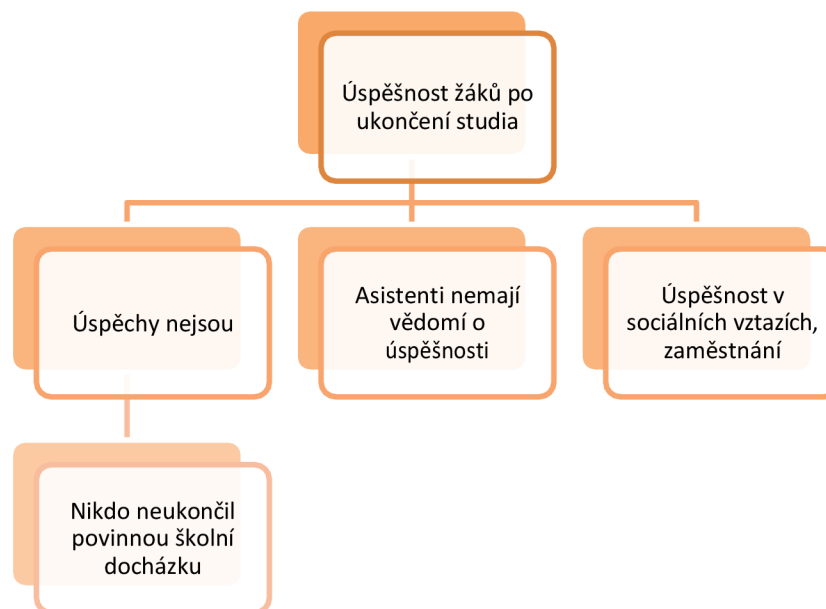 Úspěšnost žáků po
ukončení studia
Úspěchy nejsou
Asistenti nemají
vědomí o
úspěšnosti
Úspěšnost v
sociálních vztazích,
zaměstnání
Nikdo neukončil
povinnou školní
docházku